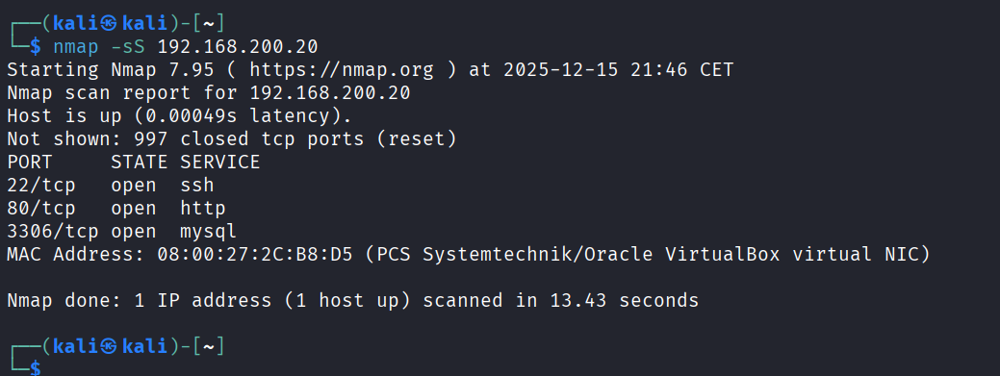 ┌──(kali㉿kali)-[~]
└─$ nmap -sS 192.168.200.20
Starting Nmap 7.95 ( https://nmap.org ) at 2025-12-15 21:46 CET
Nmap scan report for 192.168.200.20
Host is up (0.00049s latency).
Not shown: 997 closed tcp ports (reset)
PORT     STATE SERVICE
22/tcp   open  ssh
80/tcp   open  http
3306/tcp open  mysql
MAC Address: 08:00:27:2C:B8:D5 (PCS Systemtechnik/Oracle VirtualBox virtual NIC)

Nmap done: 1 IP address (1 host up) scanned in 13.43 seconds

┌──(kali㉿kali)-[~]
└─$